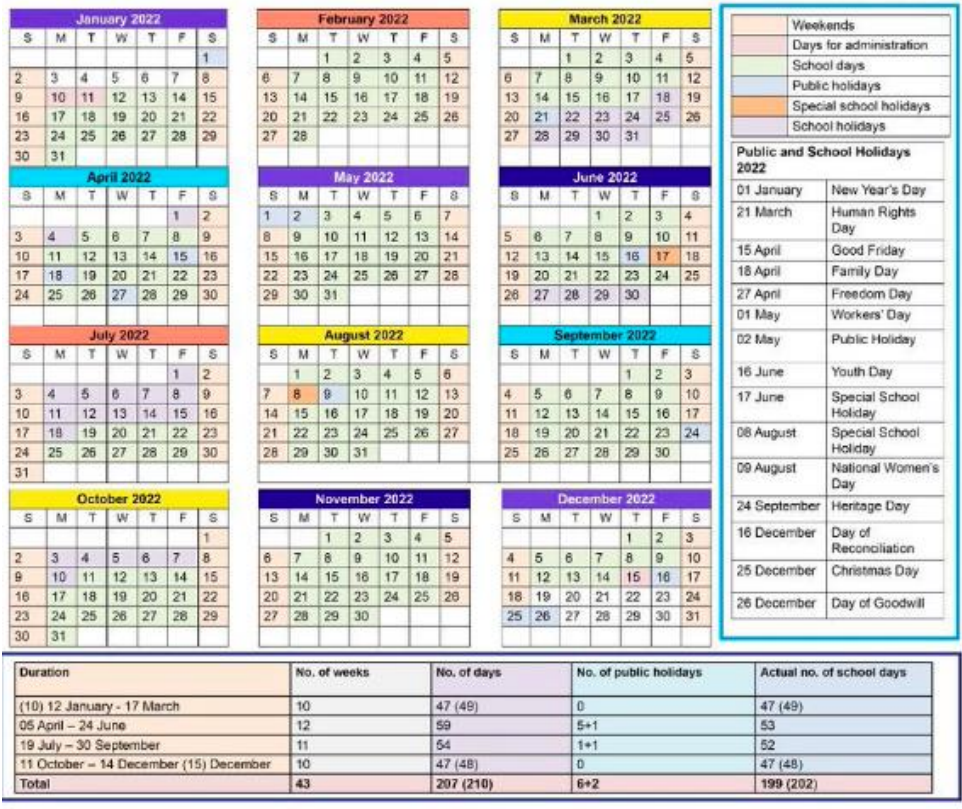 January 2022
S M T W T F S
1
2 3 4 5 6 7 8
9 10 11 12 13 14 15
16 17 18 19 20 21 22
23 24 25 26 27 28 29
30 31
February 2022
S M T W T F S
1 2 3 4 5
6 7 8 9 10 11 12
13 14 15 16 17 18 19
20 21 22 23 24 25 26
27 28
March 2022
S M T W T F S
1 2 3 4 5
6 7 8 9 10 11 12
13 14 15 16 17 18 19
20 21 22 23 24 25 26
27 28 29 30 31
April 2022
S M T W T F S
1 2
3 4 5 6 7 8 9
10 11 12 13 14 15 16
17 18 19 20 21 22 23
24 25 26 27 28 29 30
May 2022
S M T W T F S
1 2 3 4 5 6 7
8 9 10 11 12 13 14
15 16 17 18 19 20 21
22 23 24 25 26 27 28
29 30 31
June 2022
S M T W T F S
1 2 3 4
5 6 7 8 9 10 11
12 13 14 15 16 17 18
19 20 21 22 23 24 25
26 27 28 29 30
July 2022
S M T W T F S
1 2
3 4 5 6 7 8 9
10 11 12 13 14 15 16
17 18 19 20 21 22 23
24 25 26 27 28 29 30
31
August 2022
S M T W T F S
1 2 3 4 5 6
7 8 9 10 11 12 13
14 15 16 17 18 19 20
21 22 23 24 25 26 27
28 29 30 31
September 2022
S M T W T F S
1 2 3
4 5 6 7 8 9 10
11 12 13 14 15 16 17
18 19 20 21 22 23 24
25 26 27 28 29 30
October 2022
S M T W T F S
1
2 3 4 5 6 7 8
9 10 11 12 13 14 15
16 17 18 19 20 21 22
23 24 25 26 27 28 29
30 31
November 2022
S M T W T F S
1 2 3 4 5
6 7 8 9 10 11 12
13 14 15 16 17 18 19
20 21 22 23 24 25 26
27 28 29 30
December 2022
S M T W T F S
1 2 3
4 5 6 7 8 9 10
11 12 13 14 15 16 17
18 19 20 21 22 23 24
25 26 27 28 29 30 31
Weekends
Days for administration
School days
Public holidays
Special school holidays
School holidays
Public and School Holidays
2022
01 January New Year's Day
21 March Human Rights
Day
15 April Good Friday
18 April Family Day
27 April Freedom Day
01 May Workers' Day
02 May Public Holiday
16 June Youth Day
17 June Special School
Holiday
08 August Special School
Holiday
09 August National Women's
Day
24 September Heritage Day
16 December Day of
Reconciliation
25 December Christmas Day
26 December Day of Goodwill
Duration No. of weeks No. of days No. of public holidays Actual no. of school days
(10) 12 January - 17 March 10 47 (49) 0 47 (49)
05 April – 24 June 12 59 5+1 53
19 July – 30 September 11 54 1+1 52
11 October – 14 December (15) December 10 47 (48) 0 47 (48)
Total 43 207 (210) 6+2 199 (202)